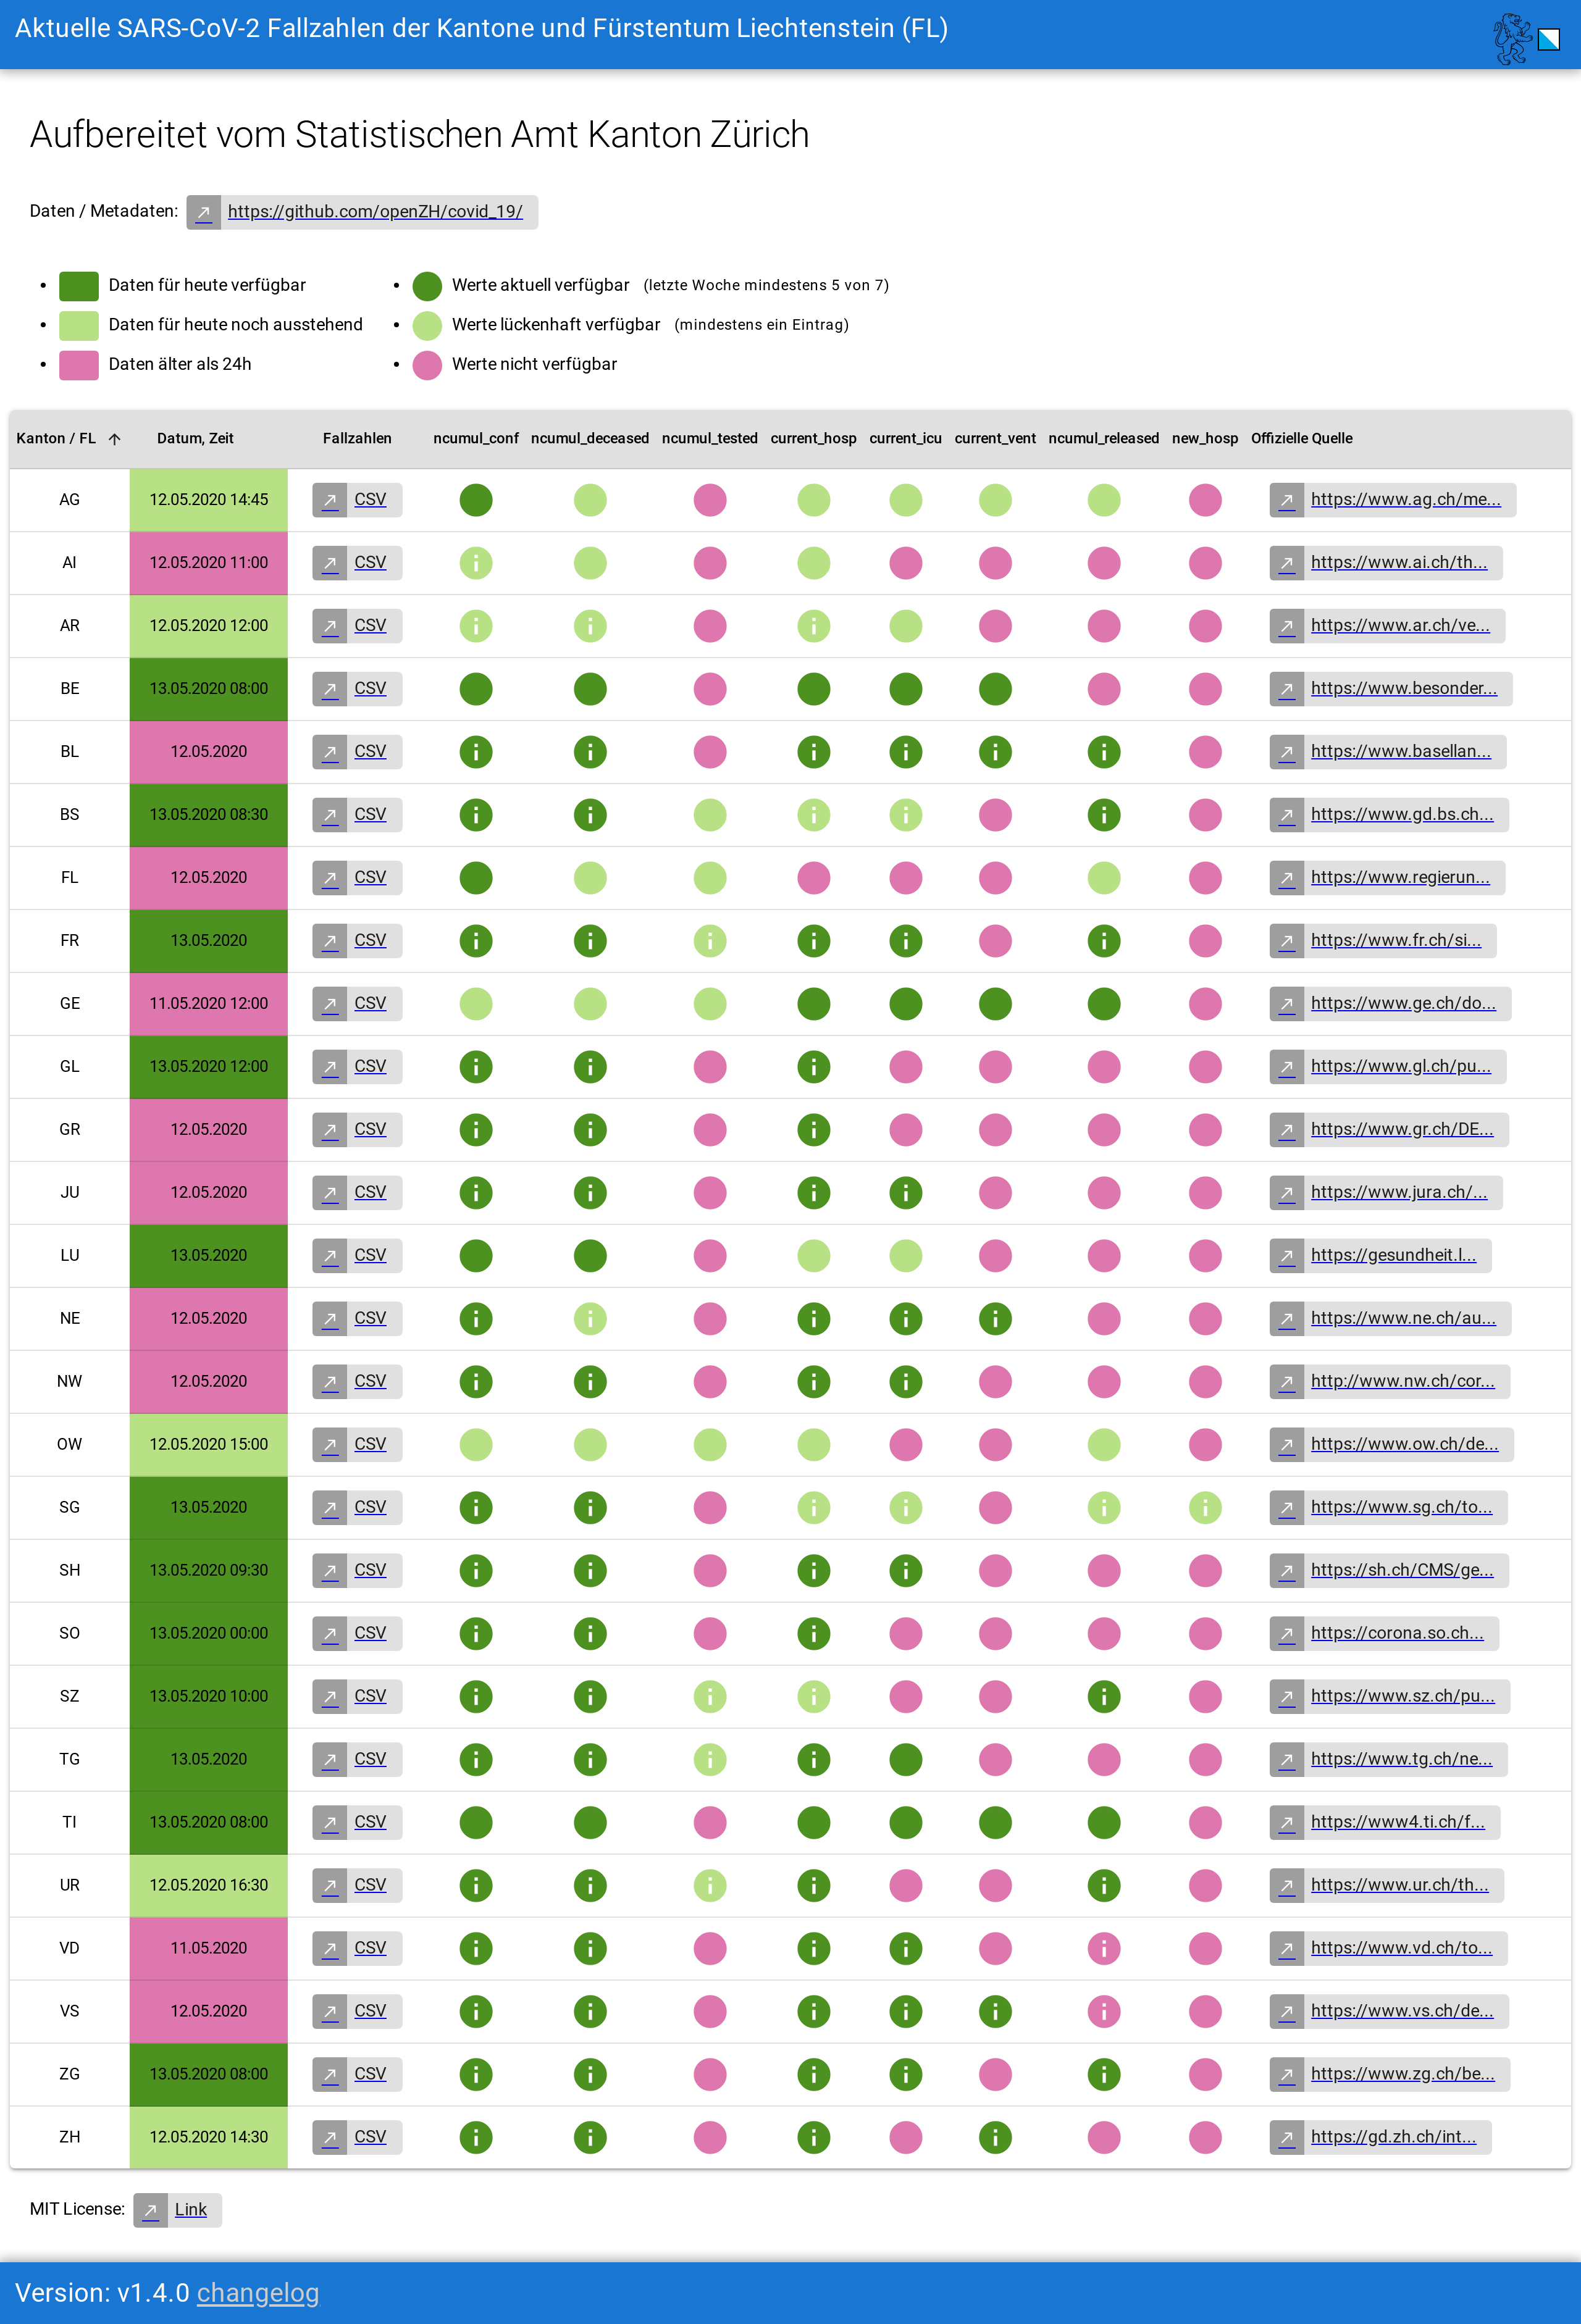 Aktuelle SARS-CoV-2 Fallzahlen der Kantone und Fürstentum Liechtenstein (FL)
Aufbereitet vom Statistischen Amt Kanton Zürich
Daten / Metadaten: https://github.com/openZH/covid_19/
Daten für heute verfügbar
Daten für heute noch ausstehend
Daten älter als 24h
Werte aktuell verfügbar (letzte Woche mindestens 5 von 7)
Werte lückenhaft verfügbar (mindestens ein Eintrag)
Werte nicht verfügbar
Kanton / FL Datum, Zeit Fallzahlen ncumul_conf ncumul_deceased ncumul_tested current_hosp current_icu current_vent ncumul_released new_hosp Offizielle Quelle
AG 12.05.2020 14:45 CSV https://www.ag.ch/me...
AI 12.05.2020 11:00 CSV https://www.ai.ch/th...
AR 12.05.2020 12:00 CSV https://www.ar.ch/ve...
BE 13.05.2020 08:00 CSV https://www.besonder...
BL 12.05.2020 CSV https://www.basellan...
BS 13.05.2020 08:30 CSV https://www.gd.bs.ch...
FL 12.05.2020 CSV https://www.regierun...
FR 13.05.2020 CSV https://www.fr.ch/si...
GE 11.05.2020 12:00 CSV https://www.ge.ch/do...
GL 13.05.2020 12:00 CSV https://www.gl.ch/pu...
GR 12.05.2020 CSV https://www.gr.ch/DE...
JU 12.05.2020 CSV https://www.jura.ch/...
LU 13.05.2020 CSV https://gesundheit.l...
NE 12.05.2020 CSV https://www.ne.ch/au...
NW 12.05.2020 CSV http://www.nw.ch/cor...
OW 12.05.2020 15:00 CSV https://www.ow.ch/de...
SG 13.05.2020 CSV https://www.sg.ch/to...
SH 13.05.2020 09:30 CSV https://sh.ch/CMS/ge...
SO 13.05.2020 00:00 CSV https://corona.so.ch...
SZ 13.05.2020 10:00 CSV https://www.sz.ch/pu...
TG 13.05.2020 CSV https://www.tg.ch/ne...
TI 13.05.2020 08:00 CSV https://www4.ti.ch/f...
UR 12.05.2020 16:30 CSV https://www.ur.ch/th...
VD 11.05.2020 CSV https://www.vd.ch/to...
VS 12.05.2020 CSV https://www.vs.ch/de...
ZG 13.05.2020 08:00 CSV https://www.zg.ch/be...
ZH 12.05.2020 14:30 CSV https://gd.zh.ch/int...
MIT License: Link
Version: v1.4.0 changelog